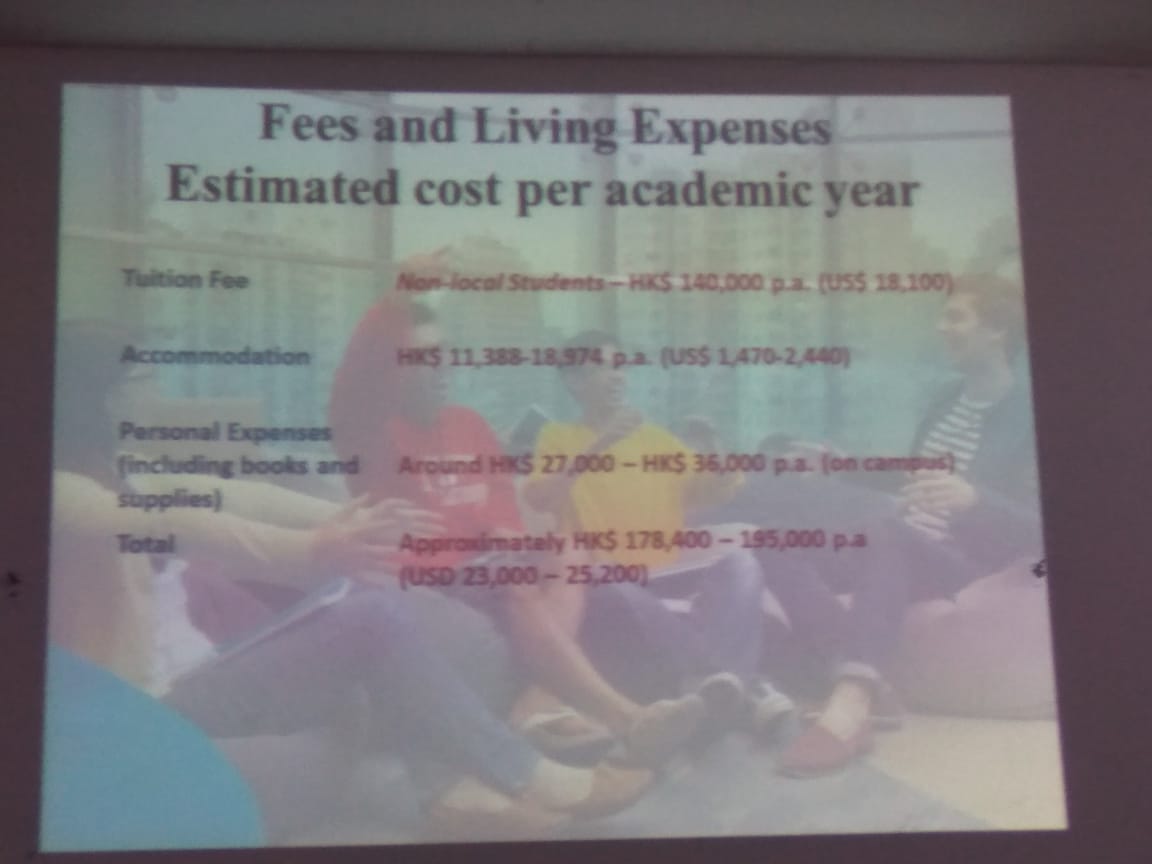 Fees and Living Expenses
Estimated cost per academic year
Tuition Fee
Non-local Students – HK$ 140,000 p.a. (US$ 18,100)
Accommodation
HK$ 11,388-18,974 p.a. (US$ 1,470-2,440)
Personal Expenses
(including books and
supplies)
Around HK$ 27,000 – HK$ 36,000 p.a. (on campus)
Total
Approximately HK$ 178,400 – 195,000 p.a
(USD 23,000 – 25,200)